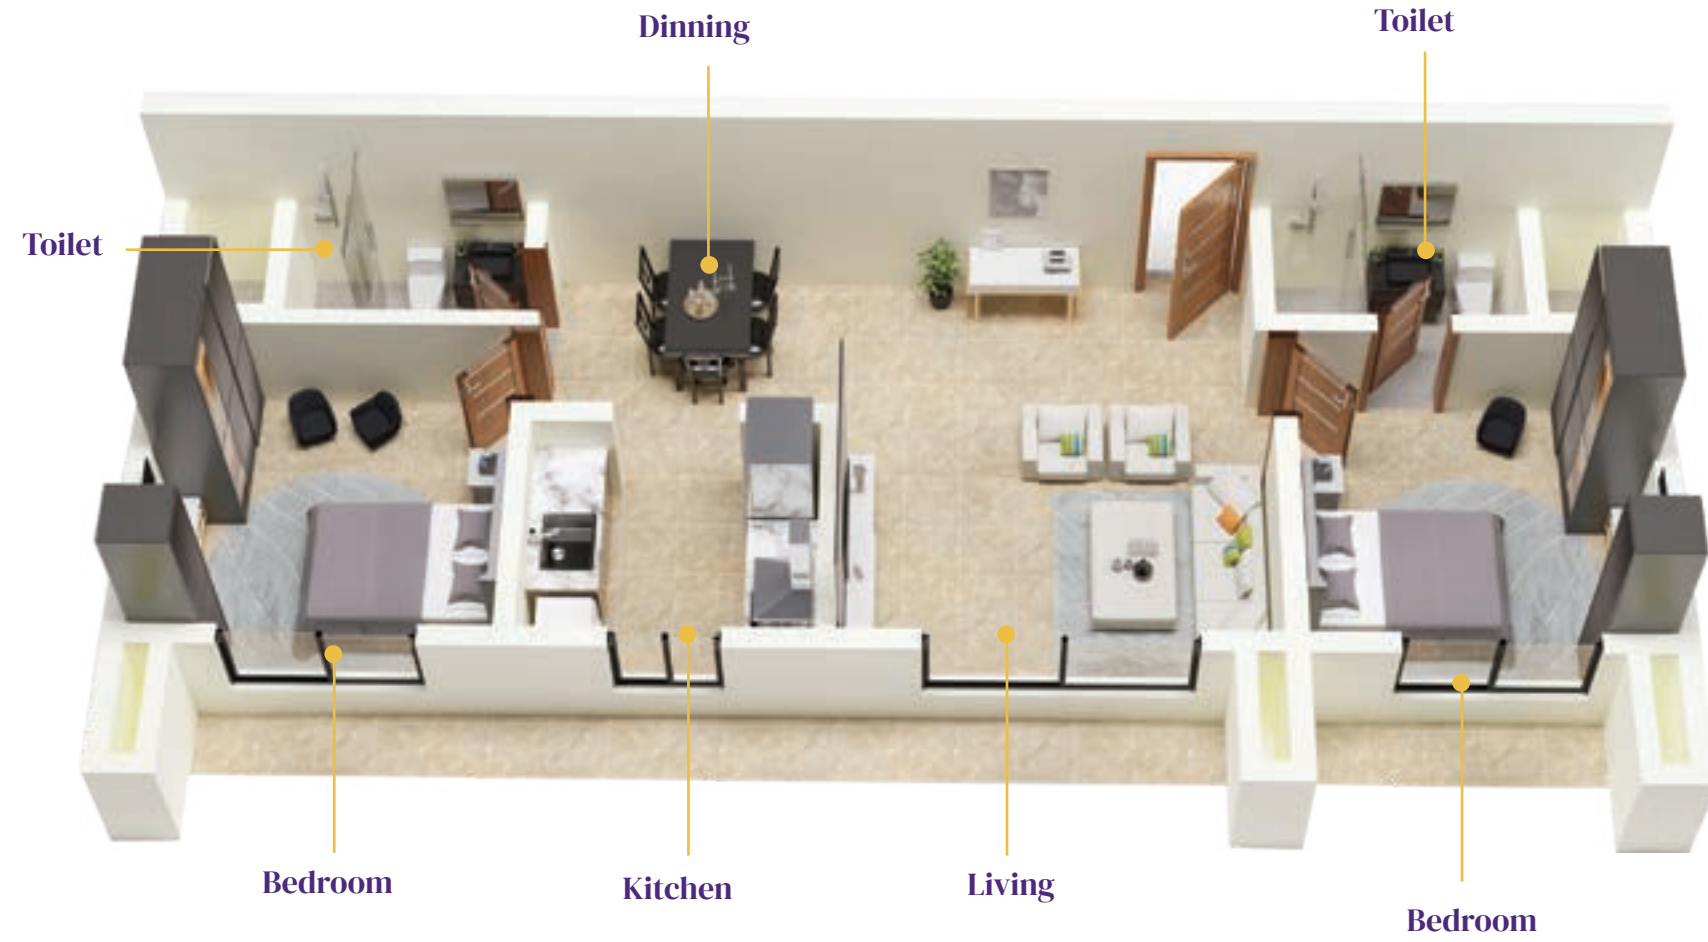 Dinning
Toilet
Toilet
Bedroom
Kitchen
Living
Bedroom